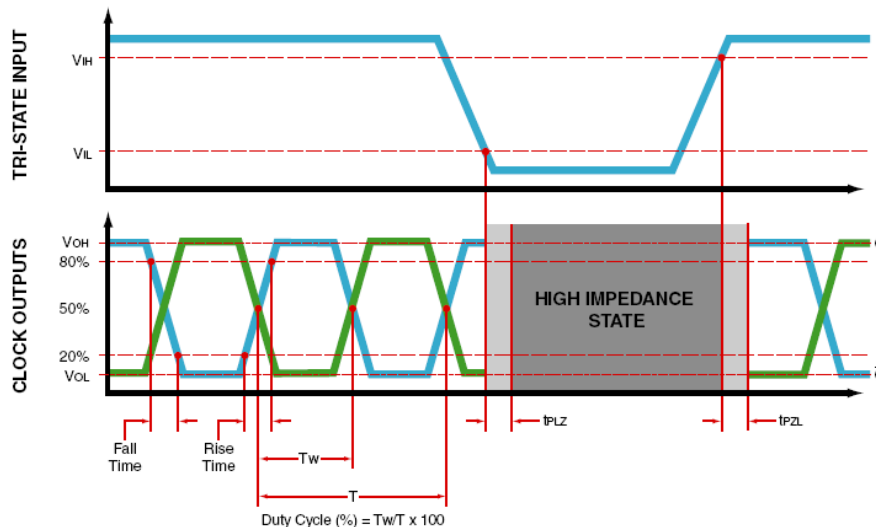 TRI-STATE INPUT
VIH
VIL
CLOCK OUTPUTS
VOH
80%
50%
20%
VOL
HIGH IMPEDANCE
STATE
Fall
Time
Rise
Time
Tw
T
tPLZ
tPZL
Duty Cycle (%) = Tw/T x 100